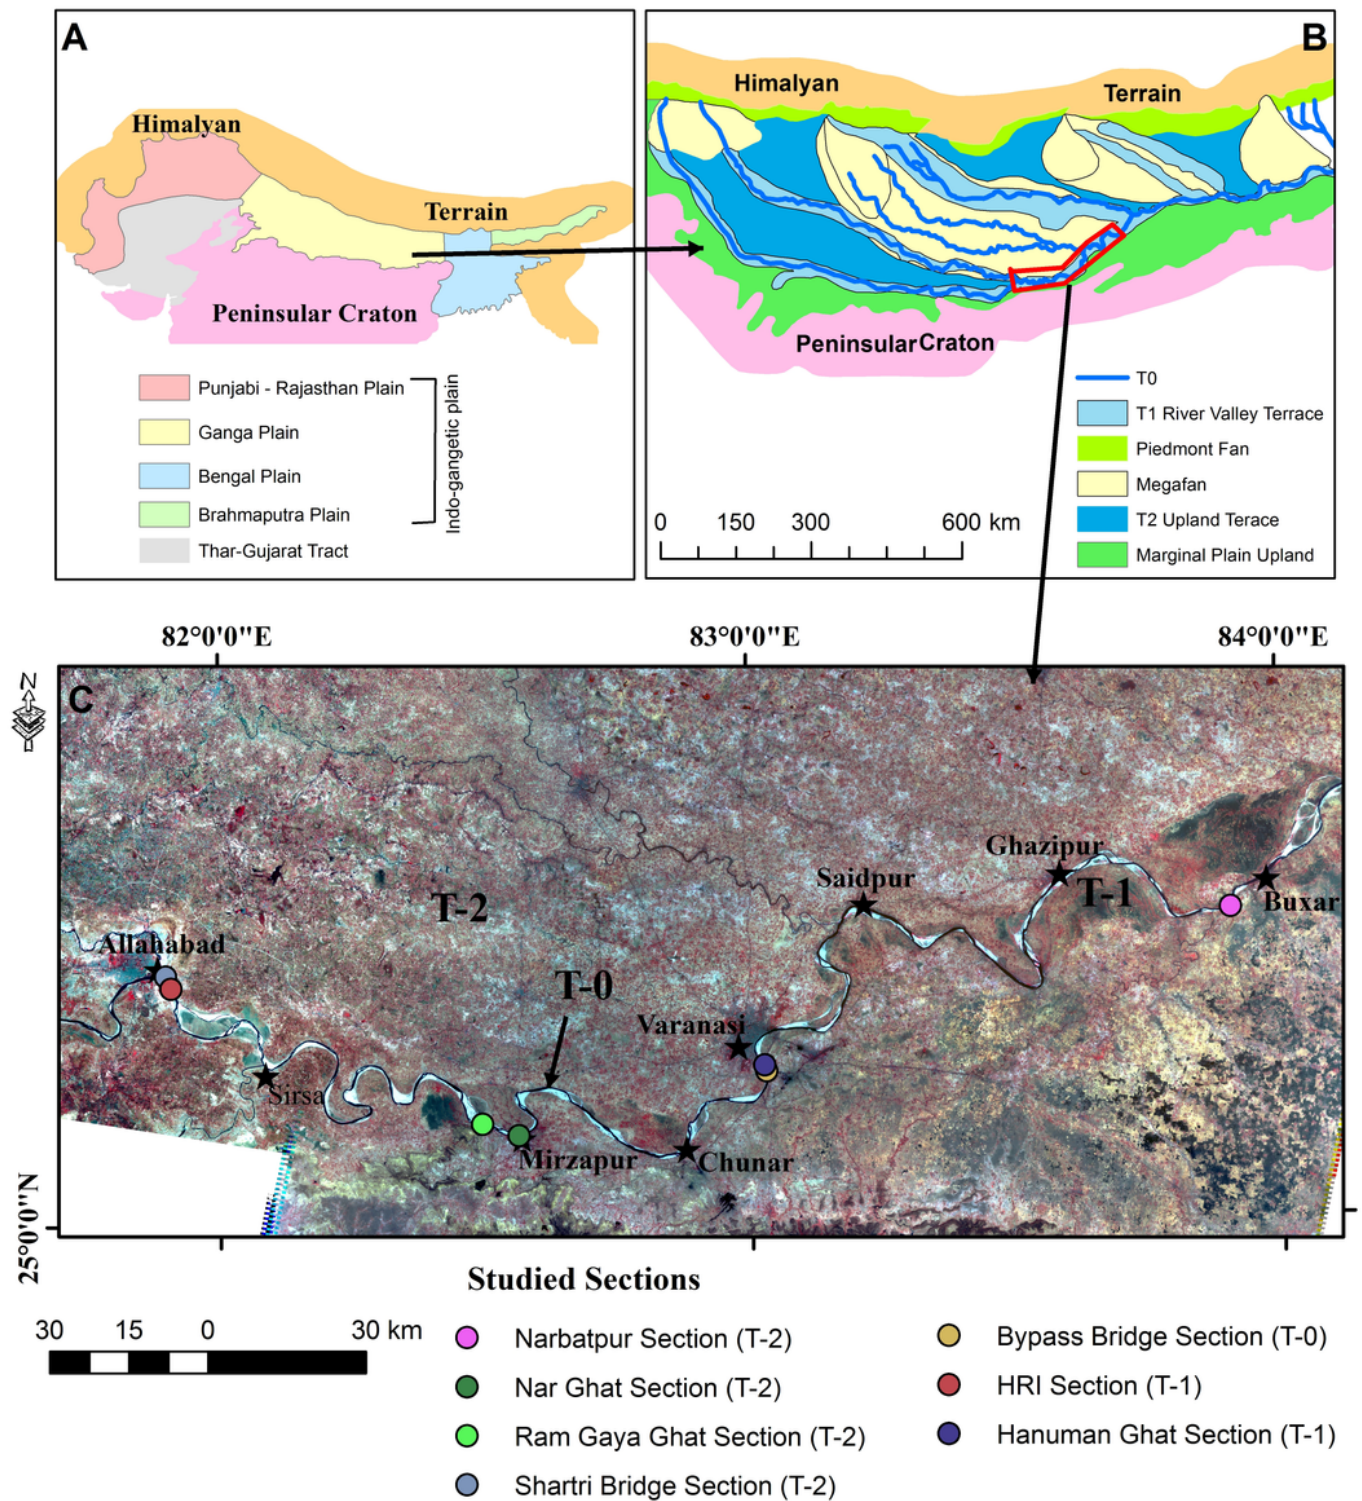 A
Himalyan
Terrain
Peninsular Craton
Punjabi - Rajasthan Plain
Ganga Plain
Bengal Plain
Brahmaputra Plain
Thar-Gujarat Tract
Indo-gangetic plain
B
Himalyan
Terrain
Peninsular Craton
T0
T1 River Valley Terrace
Piedmont Fan
Megafan
T2 Upland Terace
Marginal Plain Upland
0 150 300 600 km
82°0'0"E 83°0'0"E 84°0'0"E
N
C
Ghazipur
Saidpur
T-1
Buxar
T-2
Allahabad
T-0
Varanasi
Sirsa
Mirzapur
Chunar
25°0'0"N
Studied Sections
30 15 0 30 km
Narbatpur Section (T-2)
Nar Ghat Section (T-2)
Ram Gaya Ghat Section (T-2)
Shartri Bridge Section (T-2)
Bypass Bridge Section (T-0)
HRI Section (T-1)
Hanuman Ghat Section (T-1)